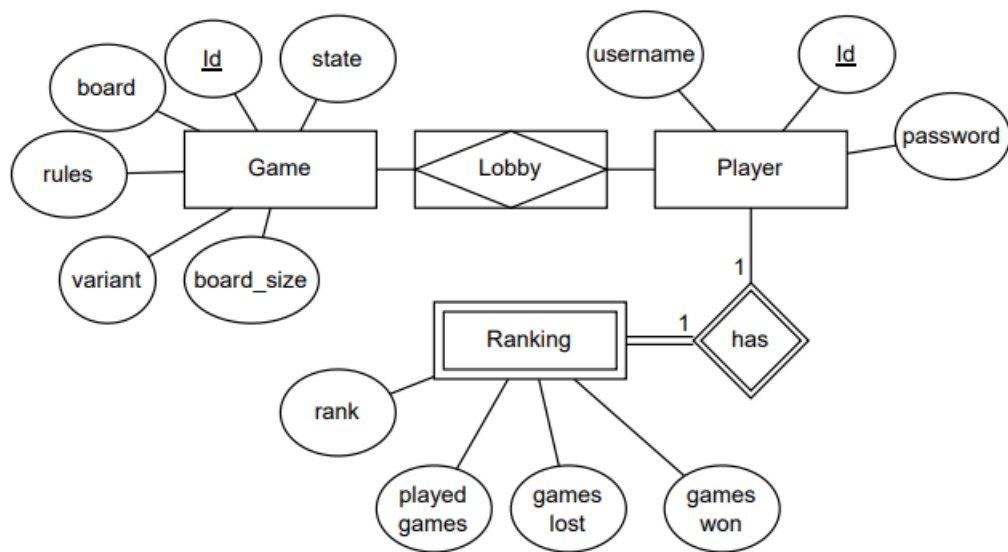 Id
state
username
Id
board
password
rules
Game
Lobby
Player
variant
board_size
1
Ranking
1
has
rank
played
games
games
lost
games
won